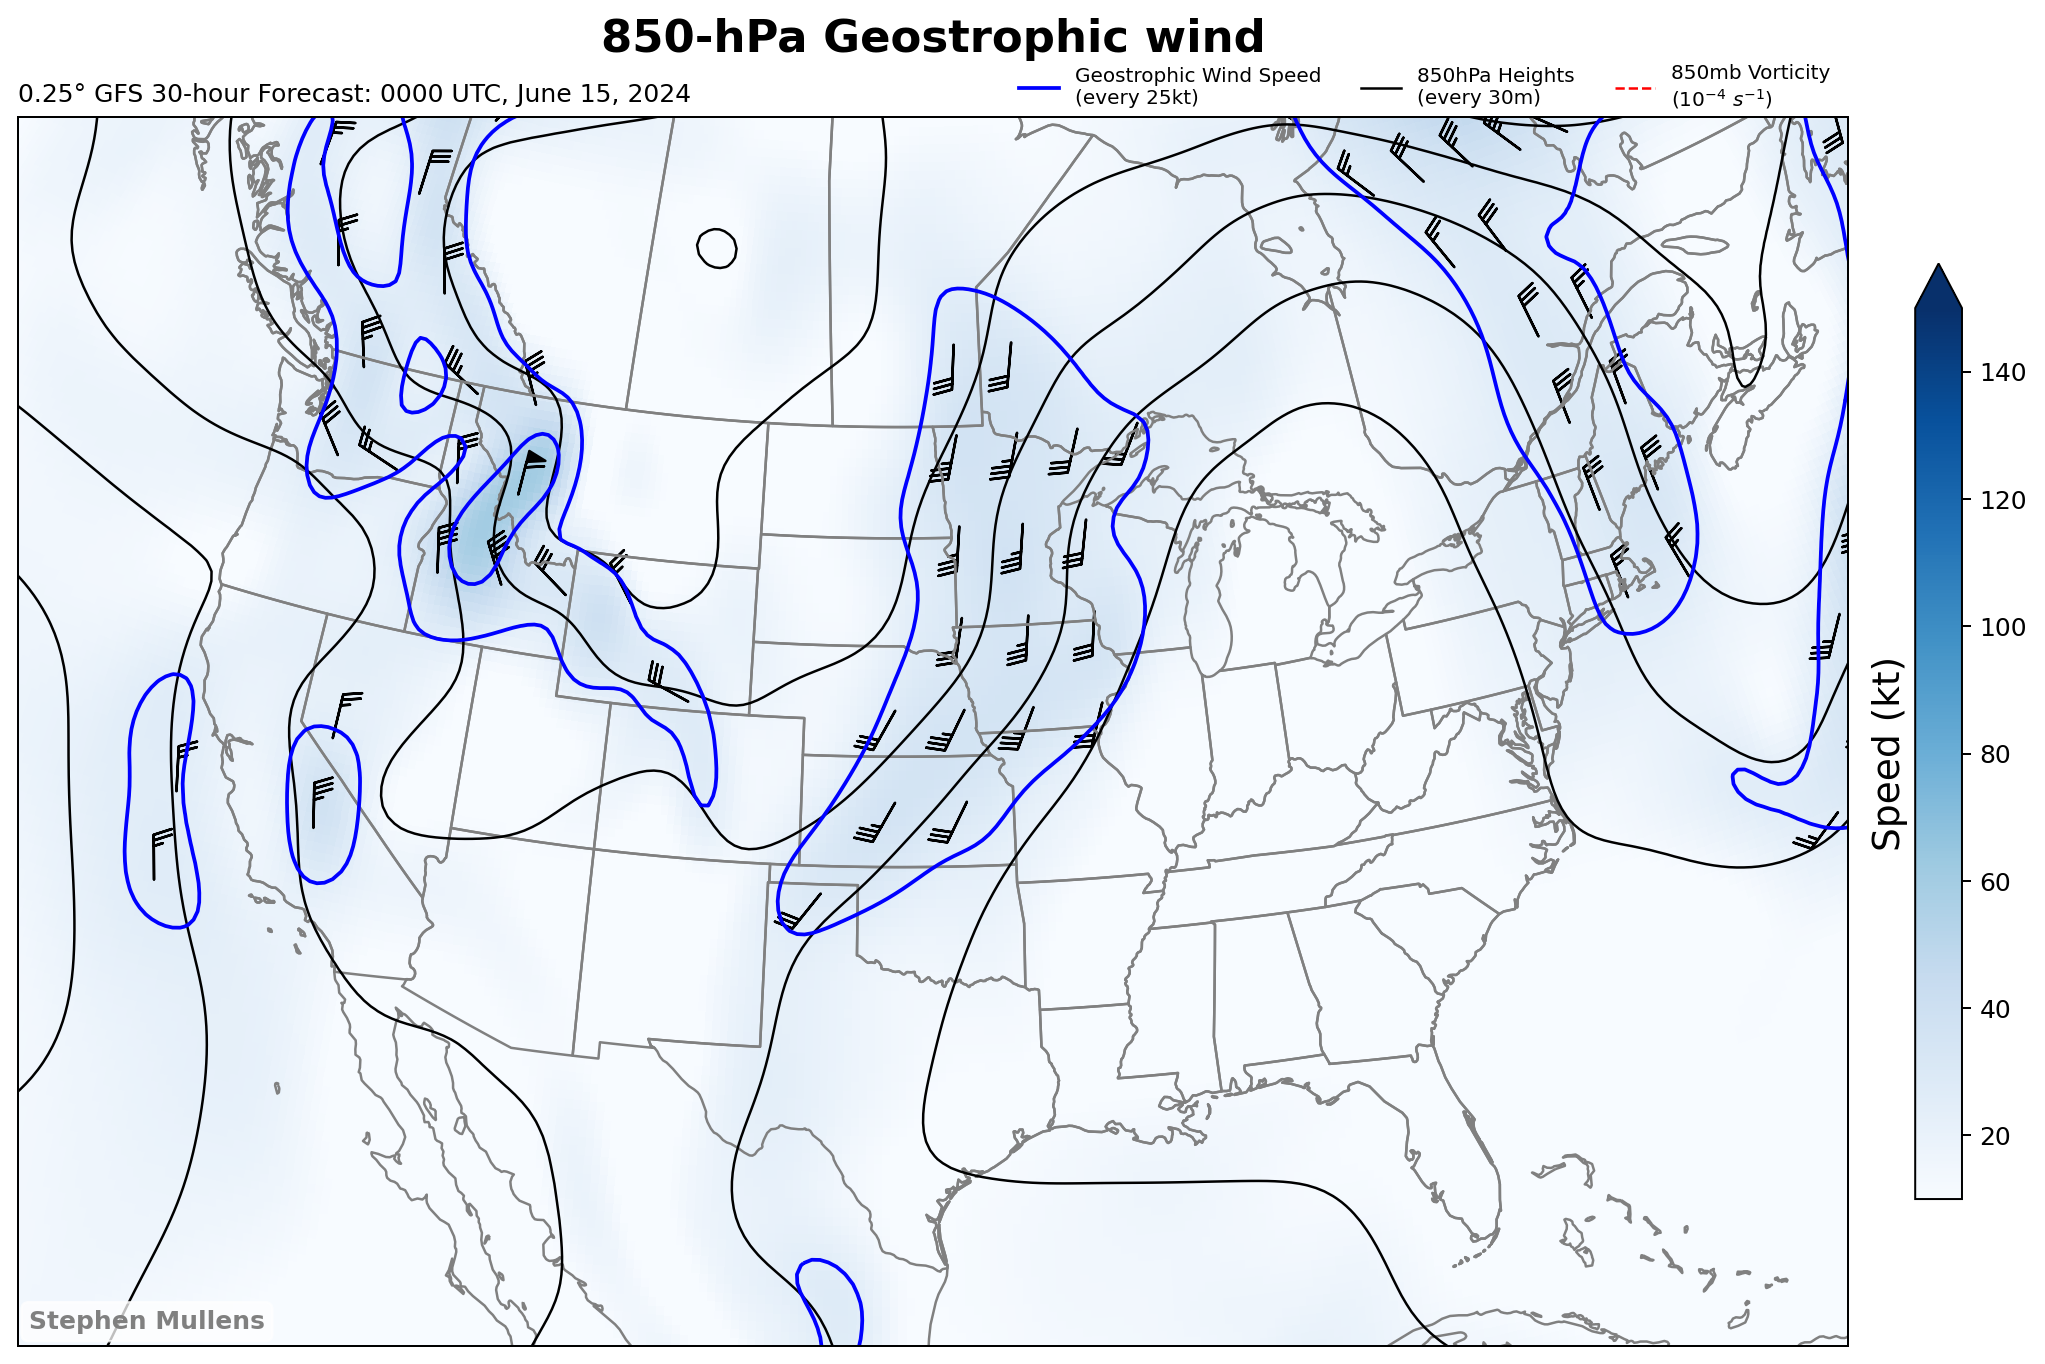 850-hPa Geostrophic wind
0.25° GFS 30-hour Forecast: 0000 UTC, June 15, 2024
Geostrophic Wind Speed
(every 25kt)
850hPa Heights
(every 30m)
850mb Vorticity
(10⁻⁴ s⁻¹)
140
120
100
80
60
40
20
Speed (kt)
Stephen Mullens